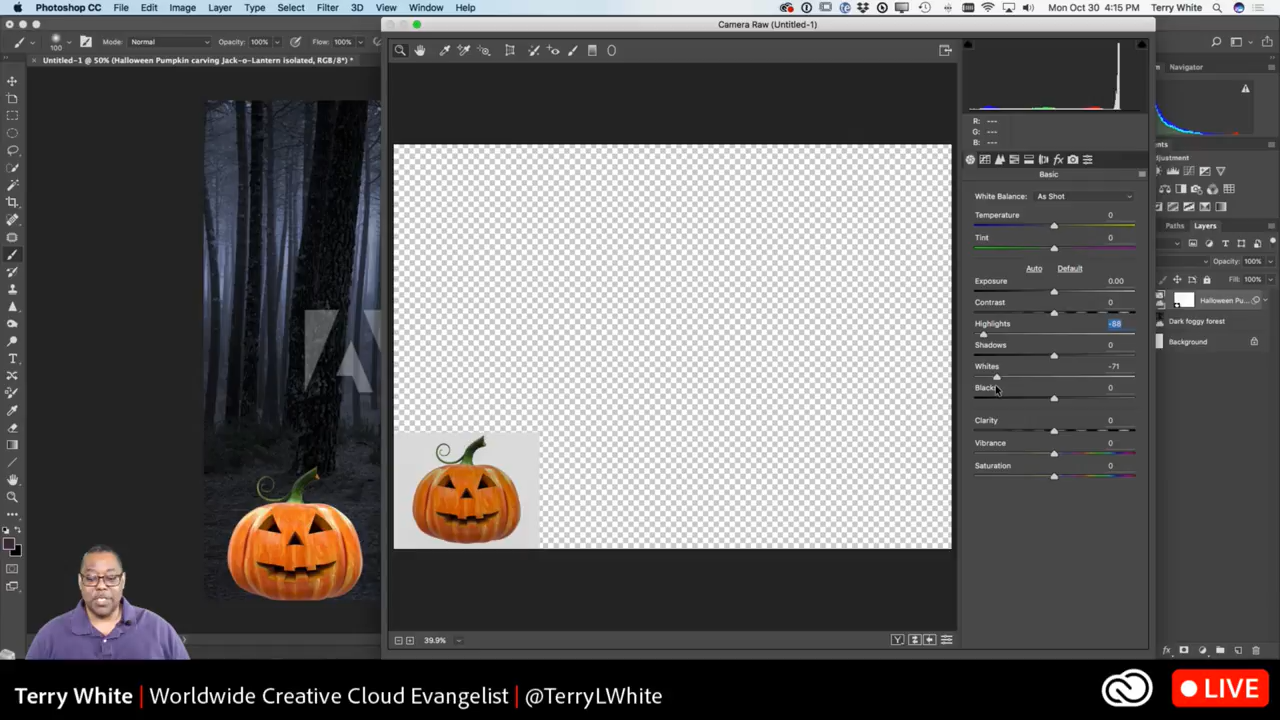 Photoshop CC File Edit Image Layer Type Select Filter 3D View Window Help
Mon Oct 30 4:15 PM Terry White
Camera Raw (Untitled-1)
100 Mode: Normal Opacity: 100% Flow: 100%
Untitled-1 @ 50% (Halloween Pumpkin carving Jack-o-Lantern isolated, RGB/8*) *
Navigator
R: ---
G: ---
B: ---
Basic
White Balance: As Shot
Temperature 0
Tint 0
Auto Default
Exposure 0.00
Contrast 0
Highlights -88
Shadows 0
Whites -71
Blacks 0
Clarity 0
Vibrance 0
Saturation 0
Paths Layers
Opacity: 100%
Fill: 100%
Halloween Pu...
Dark foggy forest
Background
39.9%
Y
fx
Terry White | Worldwide Creative Cloud Evangelist | @TerryLWhite
LIVE